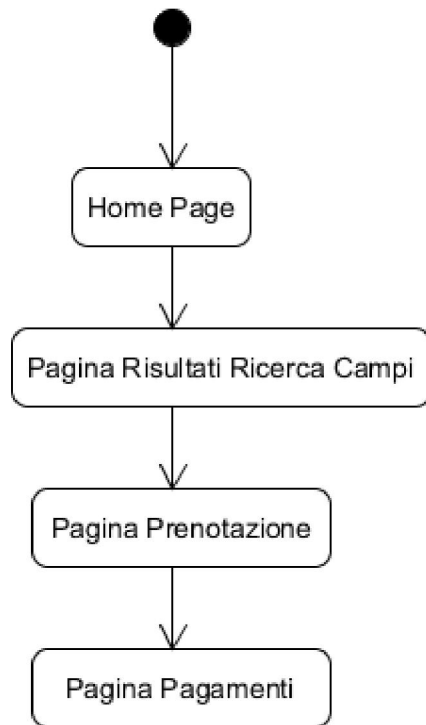 Home Page
Pagina Risultati Ricerca Campi
Pagina Prenotazione
Pagina Pagamenti